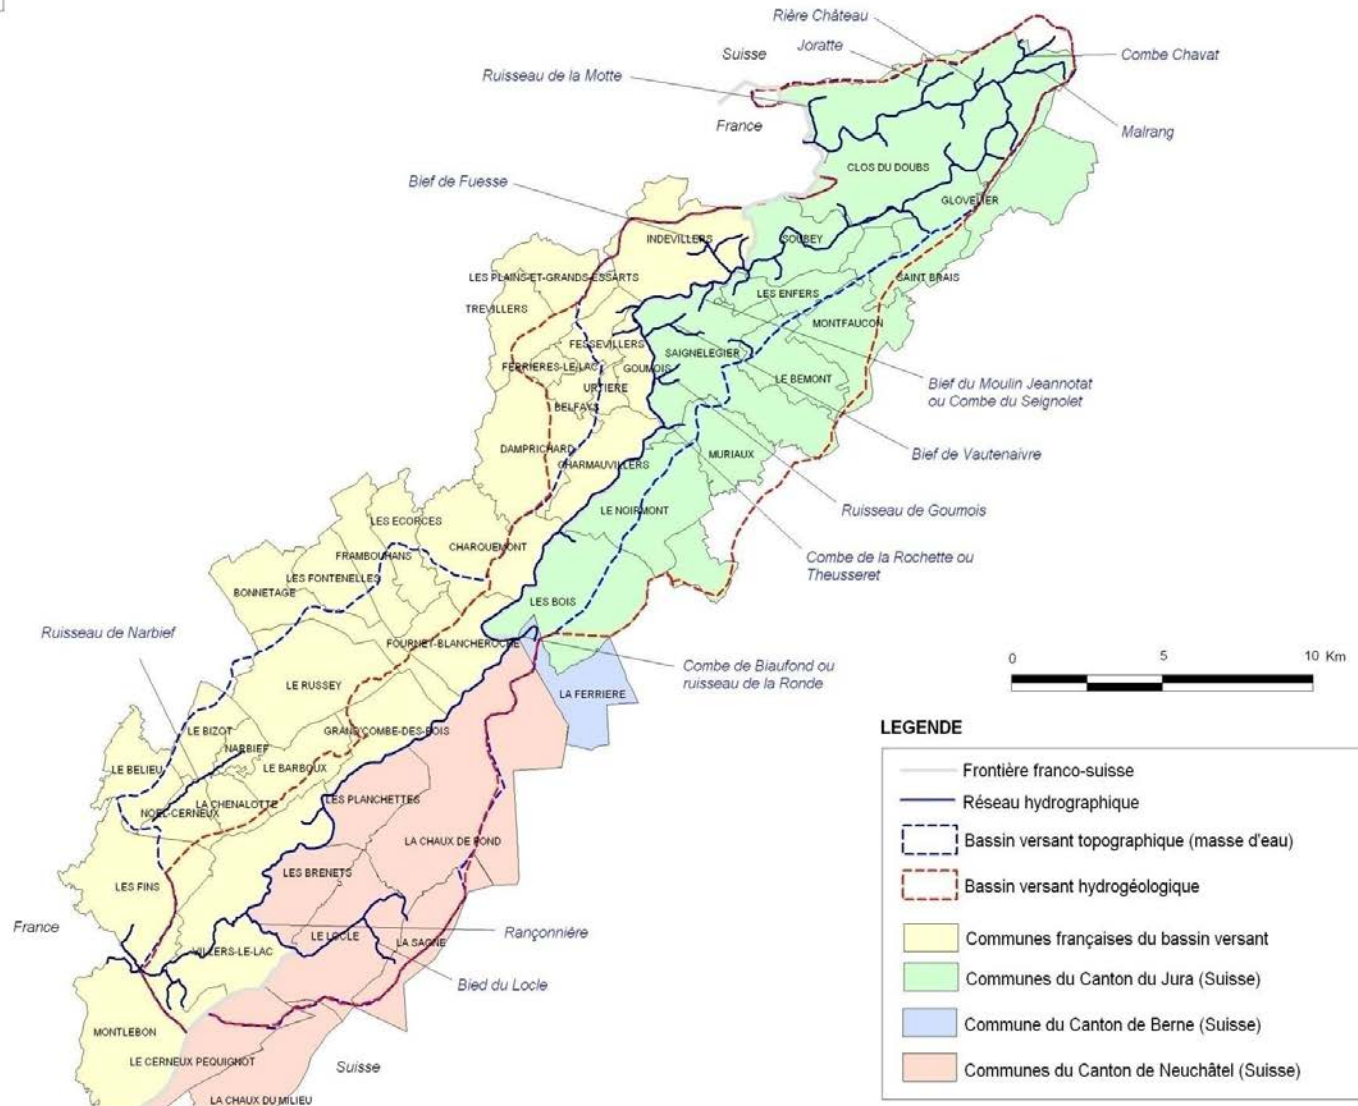 Rière Château
Joratte
Suisse
Combe Chavat
Ruisseau de la Motte
France
Malrang
CLOS DU DOUBS
Bief de Fuesse
GLOVELIER
INDEVILLERS
SOUBEY
LES PLAINS-ET-GRANDS-ESSARTS
SAINT BRAIS
LES ENFERS
TREVILLERS
MONTFAUCON
FESSEVILLERS
SAIGNELEGIER
FERRIERES-LE-LAC
GOUMOIS
LE BEMONT
URTIERE
Bief du Moulin Jeannotat
ou Combe du Seignolet
BELFAYS
DAMPRICHARD
MURIAUX
Bief de Vautenaivre
CHARMAUVILLERS
LE NOIRMONT
Ruisseau de Goumois
LES ECORCES
CHARQUEMONT
FRAMBOUHANS
Combe de la Rochette ou
Theusseret
LES FONTENELLES
BONNETAGE
LES BOIS
Ruisseau de Narbief
FOURNET-BLANCHEROCHE
Combe de Biaufond ou
ruisseau de la Ronde
0 5 10 Km
LE RUSSEY
LA FERRIERE
LE BIZOT
GRAND'COMBE-DES-BOIS
NARBIEF
LE BELIEU
LE BARBOUX
LES PLANCHETTES
LA CHENALOTTE
NOEL-CERNEUX
LA CHAUX DE FOND
LES BRENETS
LES FINS
France
Rançonnière
LE LOCLE
LA SAGNE
VILLERS-LE-LAC
Bied du Locle
MONTLEBON
LE CERNEUX PEQUIGNOT
Suisse
LA CHAUX DU MILIEU
LEGENDE
Frontière franco-suisse
Réseau hydrographique
Bassin versant topographique (masse d'eau)
Bassin versant hydrogéologique
Communes françaises du bassin versant
Communes du Canton du Jura (Suisse)
Commune du Canton de Berne (Suisse)
Communes du Canton de Neuchâtel (Suisse)